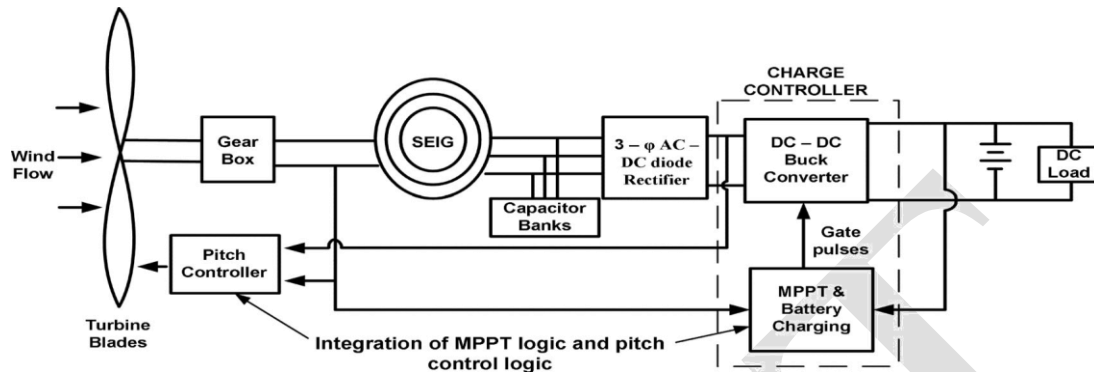 CHARGE
CONTROLLER
Wind
Flow
Gear
Box
SEIG
3 – φ AC –
DC diode
Rectifier
DC – DC
Buck
Converter
DC
Load
Capacitor
Banks
Gate
pulses
Pitch
Controller
MPPT &
Battery
Charging
Turbine
Blades
Integration of MPPT logic and pitch
control logic